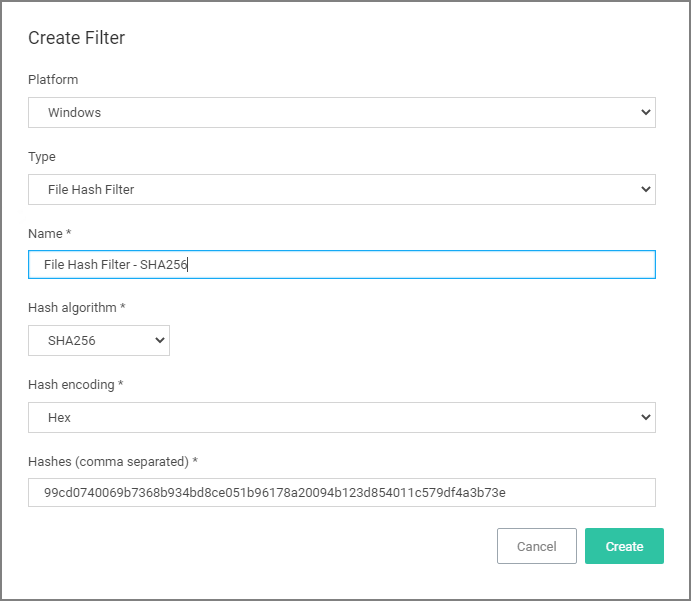 Create Filter
Platform
Windows
Type
File Hash Filter
Name *
File Hash Filter - SHA256
Hash algorithm *
SHA256
Hash encoding *
Hex
Hashes (comma separated) *
99cd0740069b7368b934bd8ce051b96178a20094b123d854011c579df4a3b73e
Cancel
Create